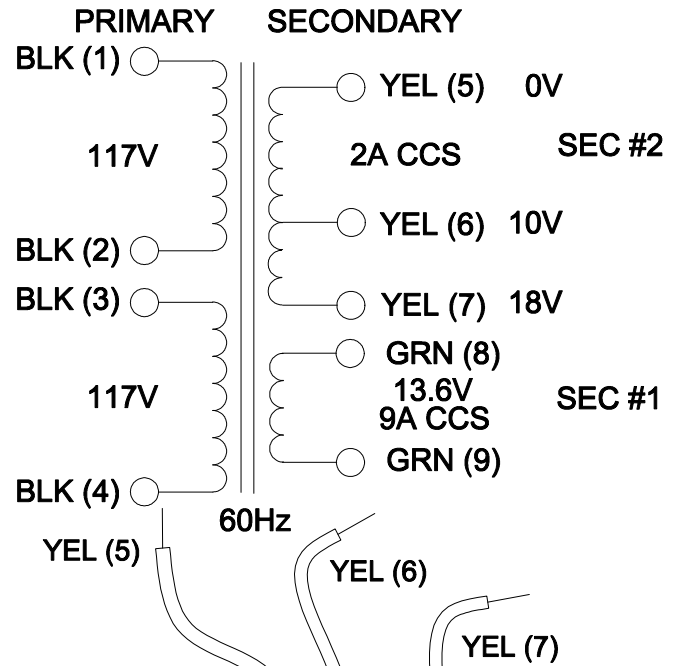 PRIMARY SECONDARY
BLK (1)
YEL (5) 0V
117V 2A CCS SEC #2
YEL (6) 10V
BLK (2)
BLK (3) YEL (7) 18V
GRN (8)
117V 13.6V SEC #1
9A CCS
GRN (9)
BLK (4)
60Hz
YEL (5)
YEL (6)
YEL (7)